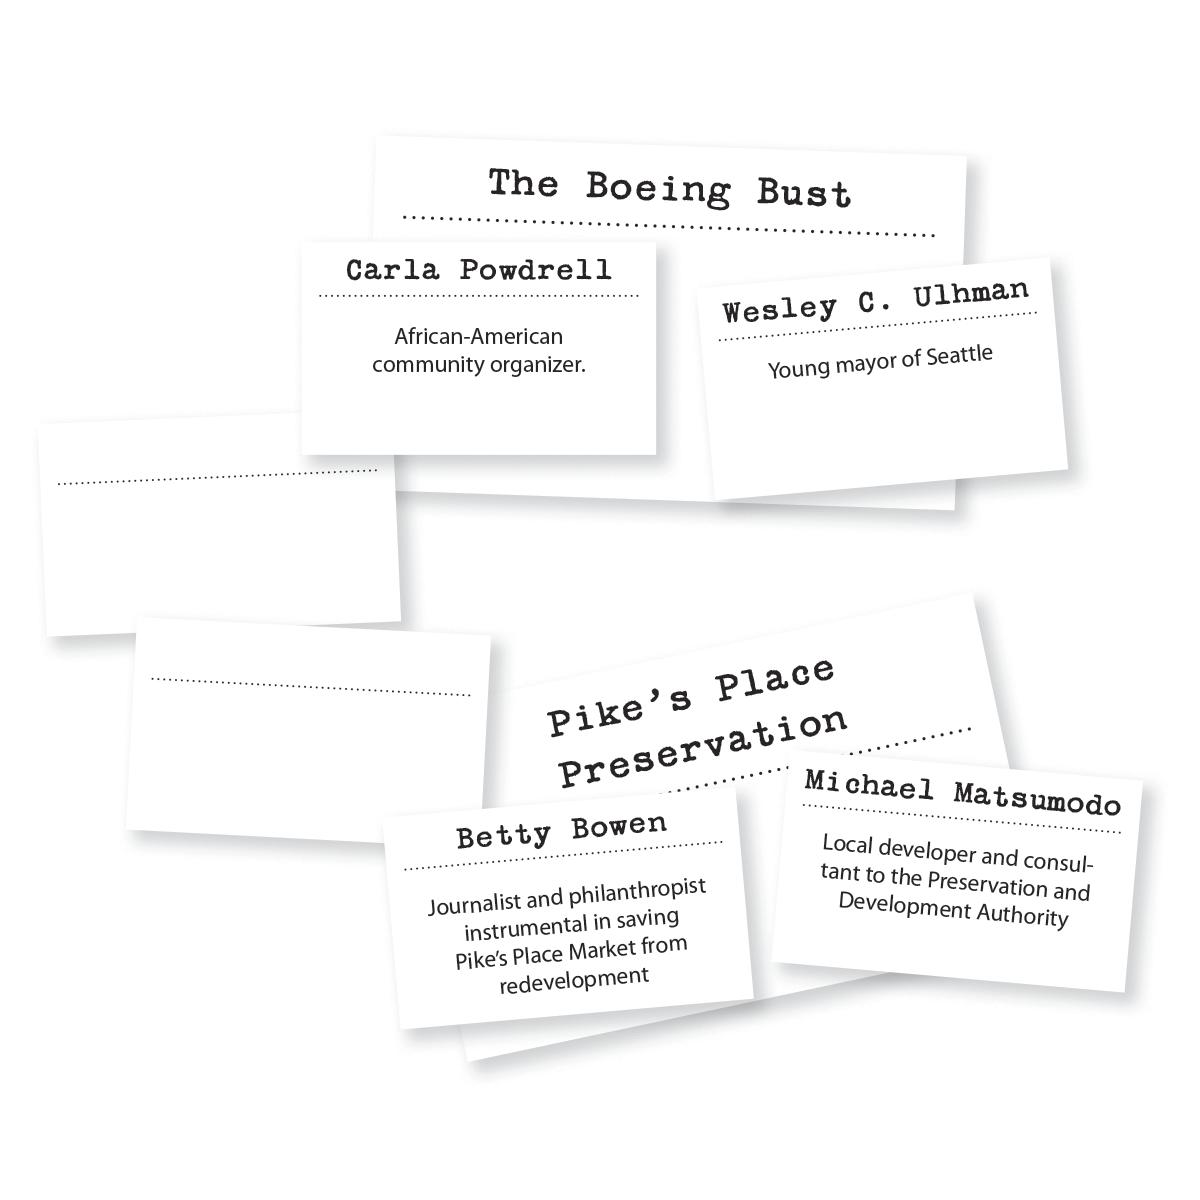 The Boeing Bust
Carla Powdrell
African-American
community organizer.
Wesley C. Ulhman
Young mayor of Seattle
Pike's Place
Preservation
Betty Bowen
Journalist and philanthropist
instrumental in saving
Pike's Place Market from
redevelopment
Michael Matsumodo
Local developer and consul-
tant to the Preservation and
Development Authority